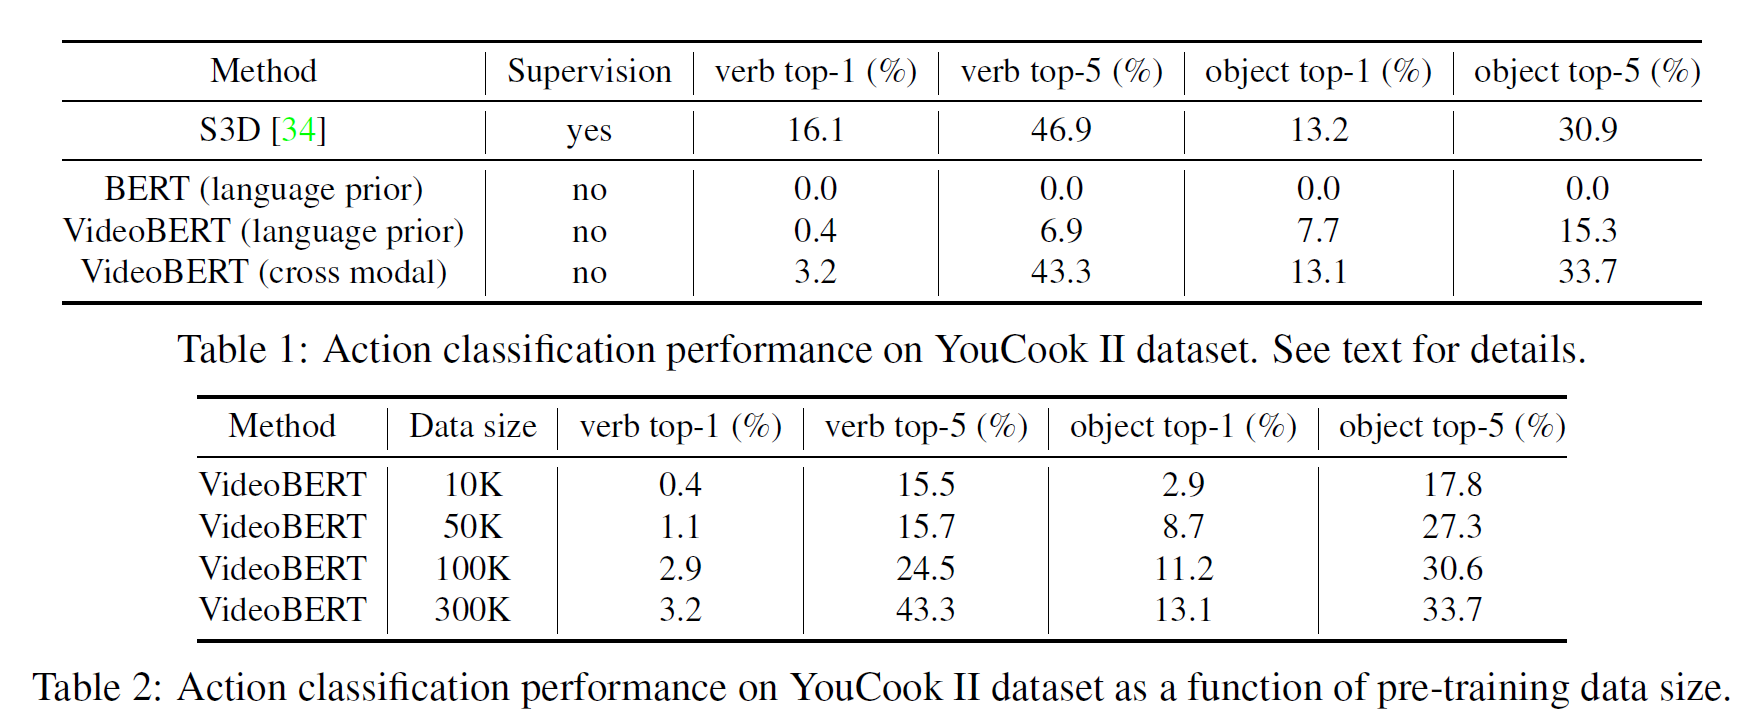 Method Supervision verb top-1 (%) verb top-5 (%) object top-1 (%) object top-5 (%)
S3D [34] yes 16.1 46.9 13.2 30.9
BERT (language prior) no 0.0 0.0 0.0 0.0
VideoBERT (language prior) no 0.4 6.9 7.7 15.3
VideoBERT (cross modal) no 3.2 43.3 13.1 33.7
Table 1: Action classification performance on YouCook II dataset. See text for details.
Method Data size verb top-1 (%) verb top-5 (%) object top-1 (%) object top-5 (%)
VideoBERT 10K 0.4 15.5 2.9 17.8
VideoBERT 50K 1.1 15.7 8.7 27.3
VideoBERT 100K 2.9 24.5 11.2 30.6
VideoBERT 300K 3.2 43.3 13.1 33.7
Table 2: Action classification performance on YouCook II dataset as a function of pre-training data size.